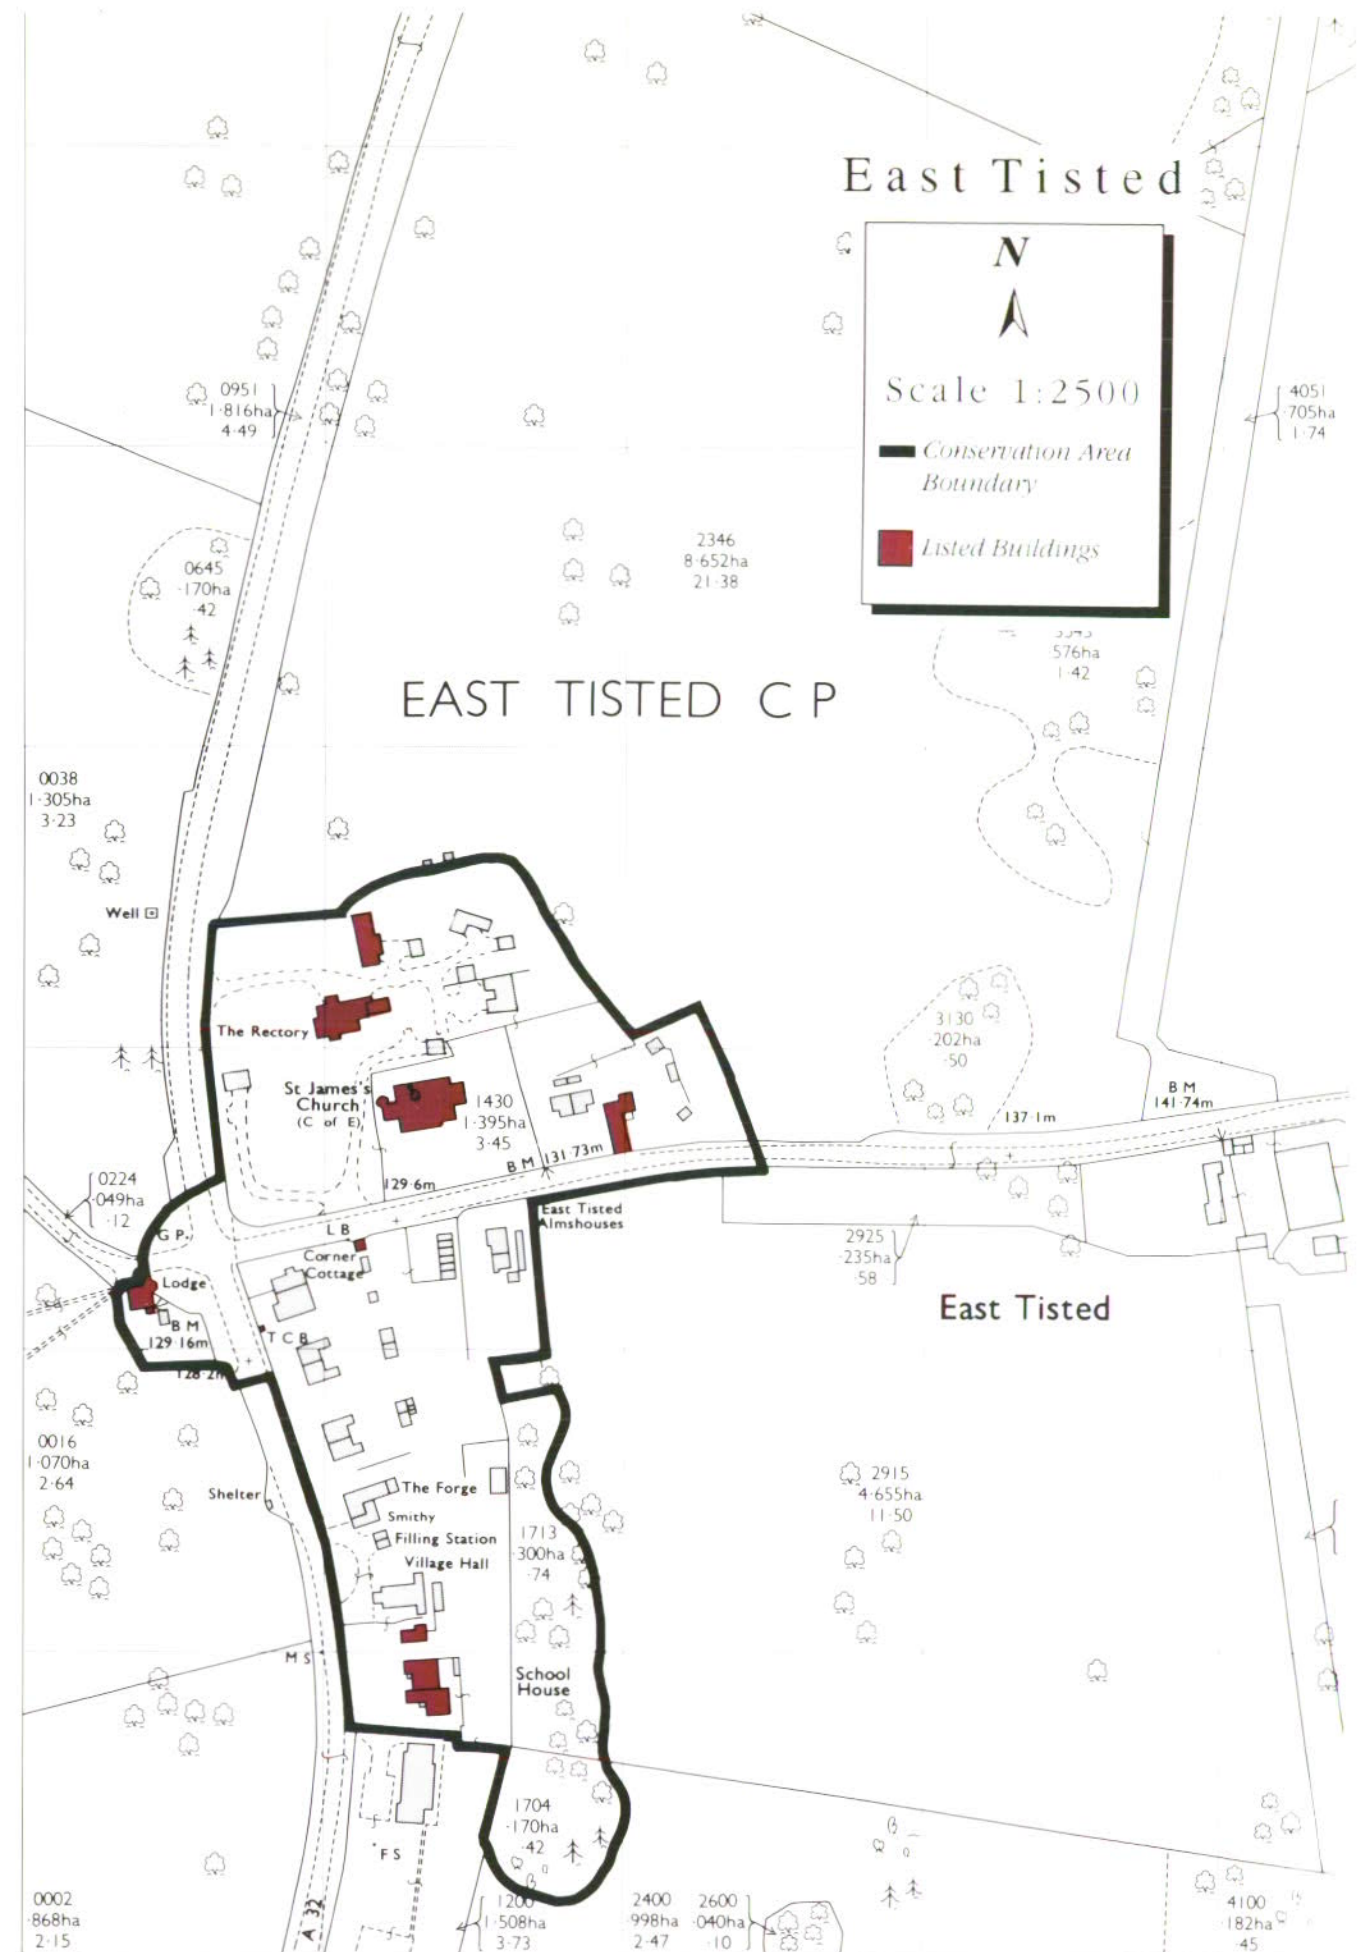 East Tisted
N
Scale 1:2500
Conservation Area
Boundary
Listed Buildings
0951
1·816ha
4·49
4051
·705ha
1·74
2346
8·652ha
21·38
0645
·170ha
·42
576ha
1·42
EAST TISTED C P
0038
1·305ha
3·23
Well
The Rectory
3130
·202ha
·50
St James's
Church
(C of E)
1430
1·395ha
3·45
B M
141·74m
137·1m
B M 131·73m
129·6m
0224
·049ha
·12
G P
L B
East Tisted
Almshouses
2925
·235ha
·58
Corner
Cottage
Lodge
East Tisted
B M
129·16m
T C B
128·2m
0016
1·070ha
2·64
2915
4·655ha
11·50
Shelter
The Forge
Smithy
Filling Station
Village Hall
1713
·300ha
·74
M S
School
House
1704
·170ha
·42
F S
A 32
0002
·868ha
2·15
1200
1·508ha
3·73
2400
·998ha
2·47
2600
·040ha
·10
4100
·182ha
·45